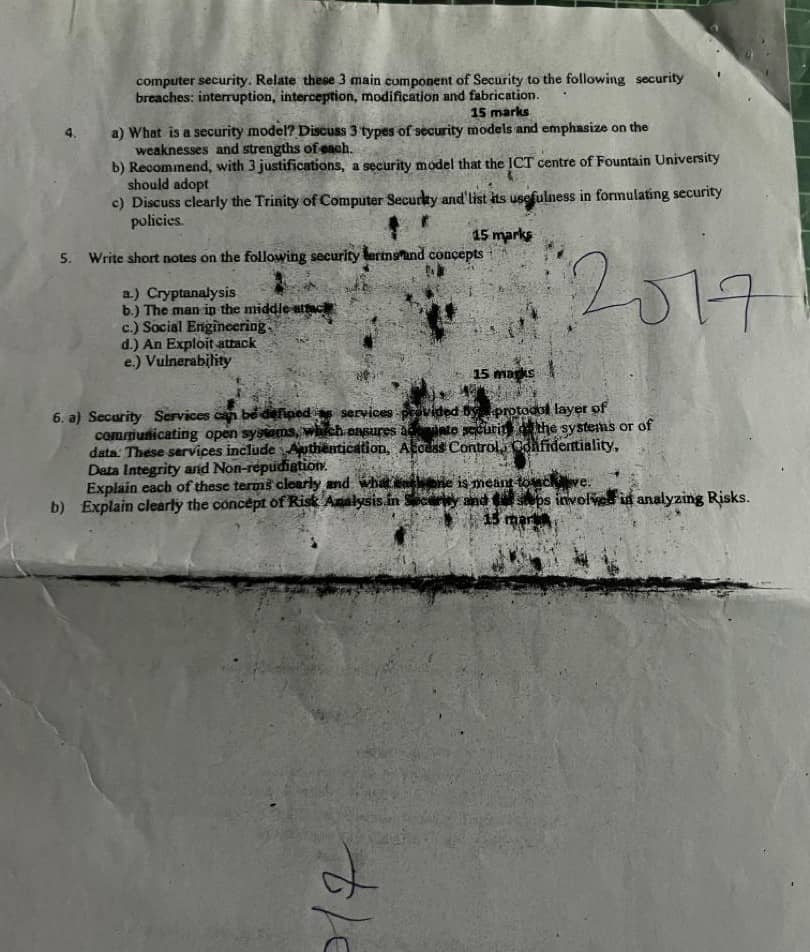 computer security. Relate these 3 main component of Security to the following security
breaches: interruption, interception, modification and fabrication.
15 marks
4. a) What is a security model? Discuss 3 types of security models and emphasize on the
weaknesses and strengths of each.
b) Recommend, with 3 justifications, a security model that the ICT centre of Fountain University
should adopt
c) Discuss clearly the Trinity of Computer Security and list its usefulness in formulating security
policies.
15 marks
5. Write short notes on the following security terms and concepts
2017
a.) Cryptanalysis
b.) The man in the middle attack
c.) Social Engineering
d.) An Exploit attack
e.) Vulnerability
15 marks
6. a) Security Services can be defined as services provided by protocol layer of
communicating open systems, which ensures adequate security of the systems or of
data. These services include Authentication, Access Control, Confidentiality,
Data Integrity and Non-repudiation.
Explain each of these terms clearly and what one is meant to achieve.
b) Explain clearly the concept of Risk Analysis in Security and steps involved in analyzing Risks.
15 marks